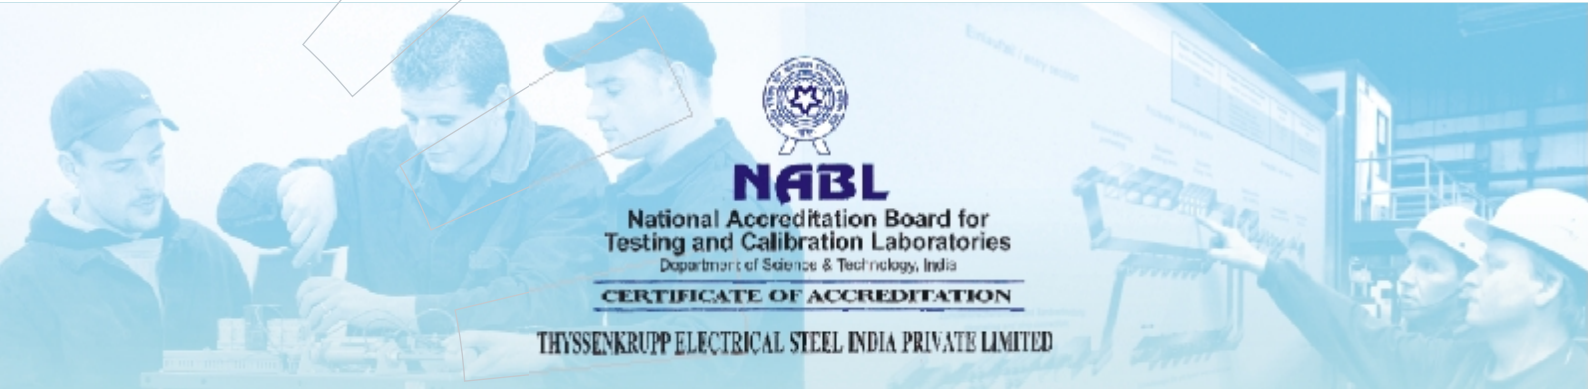 NABL
National Accreditation Board for
Testing and Calibration Laboratories
Department of Science & Technology, India
CERTIFICATE OF ACCREDITATION
THYSSENKRUPP ELECTRICAL STEEL INDIA PRIVATE LIMITED